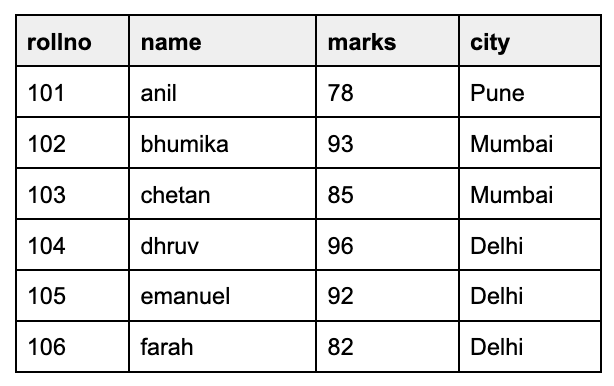 rollno name marks city
101 anil 78 Pune
102 bhumika 93 Mumbai
103 chetan 85 Mumbai
104 dhruv 96 Delhi
105 emanuel 92 Delhi
106 farah 82 Delhi